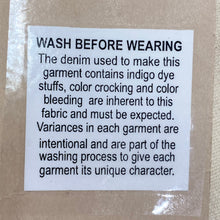 WASH BEFORE WEARING
The denim used to make this
garment contains indigo dye
stuffs, color crocking and color
bleeding are inherent to this
fabric and must be expected.
Variances in each garment are
intentional and are part of the
washing process to give each
garment its unique character.